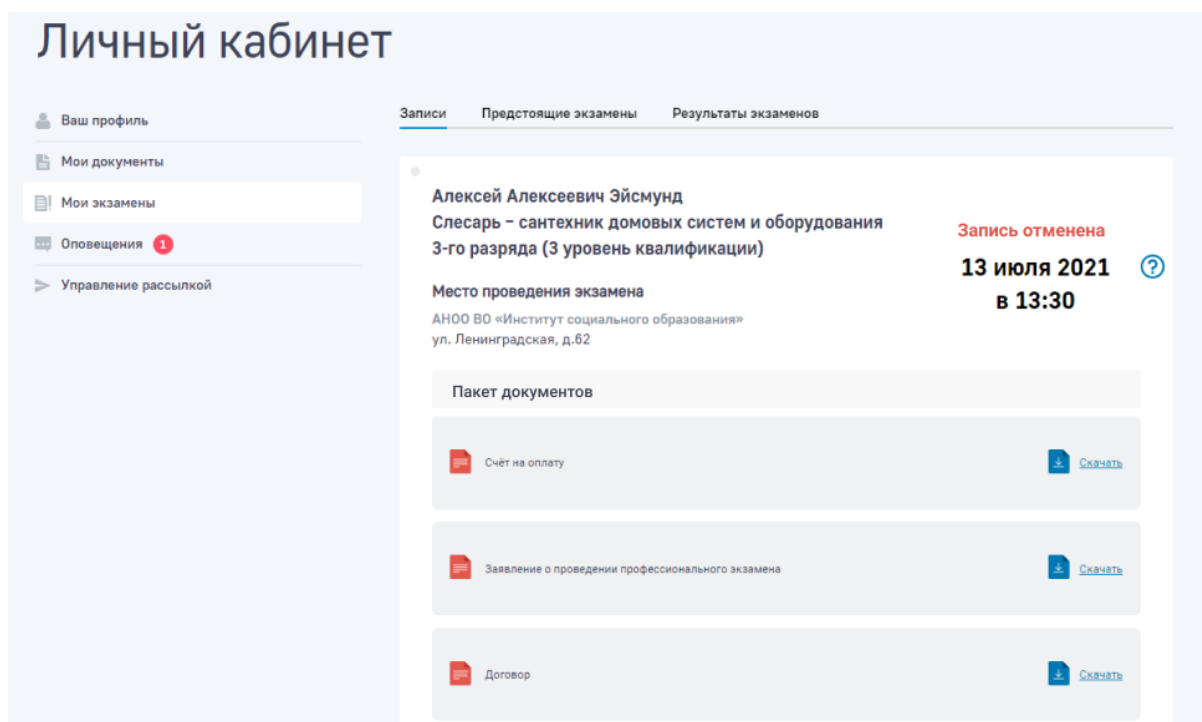 Личный кабинет
Ваш профиль
Мои документы
Мои экзамены
Оповещения 1
Управление рассылкой
Записи Предстоящие экзамены Результаты экзаменов
Алексей Алексеевич Эйсмунд
Слесарь – сантехник домовых систем и оборудования
3-го разряда (3 уровень квалификации)
Место проведения экзамена
АНОО ВО «Институт социального образования»
ул. Ленинградская, д.62
Запись отменена
13 июля 2021
в 13:30
?
Пакет документов
Счёт на оплату Скачать
Заявление о проведении профессионального экзамена Скачать
Договор Скачать